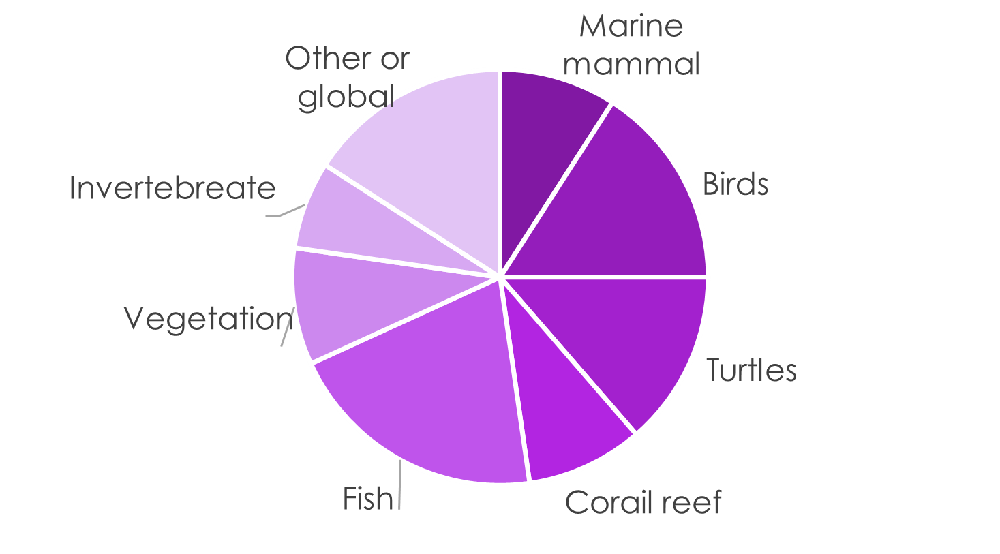 Marine
mammal
Other or
global
Birds
Invertebreate
Vegetation
Turtles
Fish
Corail reef